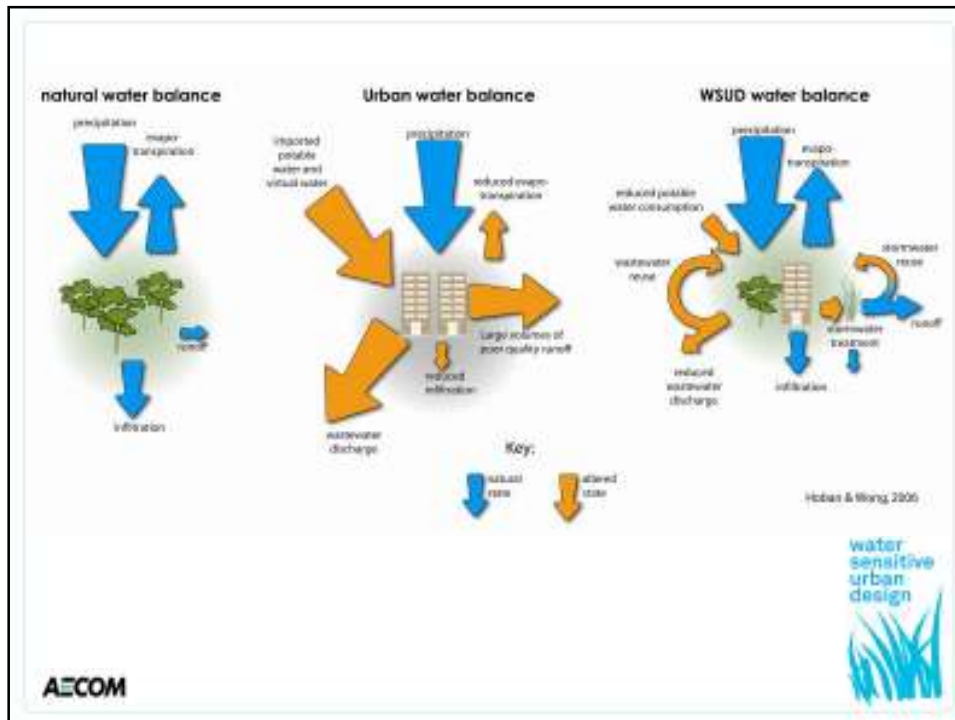 natural water balance
precipitation
evapo-
transpiration
runoff
infiltration
Urban water balance
imported
potable
water and
virtual water
precipitation
reduced evapo-
transpiration
Large volumes of
poor quality runoff
reduced
infiltration
wastewater
discharge
WSUD water balance
precipitation
evapo-
transpiration
reduced potable
water consumption
wastewater
reuse
stormwater
reuse
runoff
stormwater
treatment
infiltration
reduced
wastewater
discharge
Key:
natural
state
altered
state
Hoban & Wong, 2006
water
sensitive
urban
design
AECOM